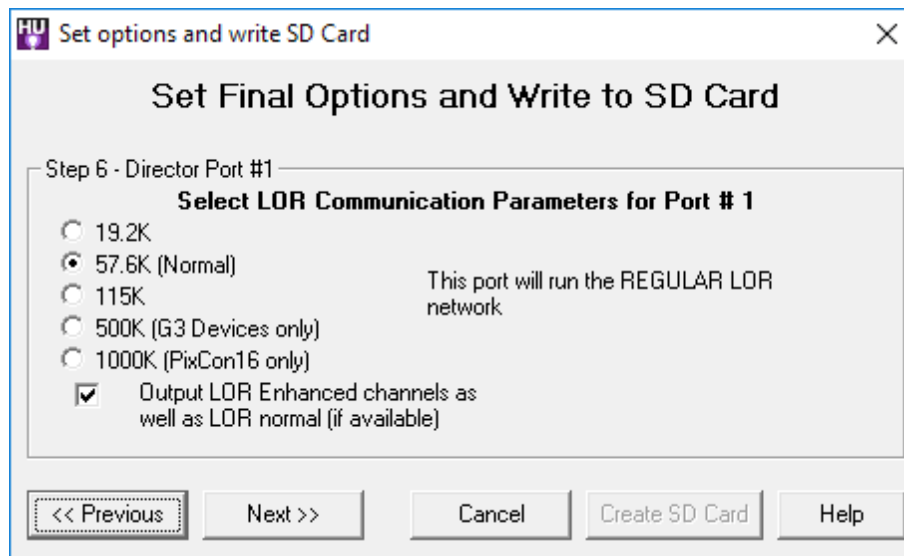 HU Set options and write SD Card
Set Final Options and Write to SD Card
Step 6 - Director Port #1
Select LOR Communication Parameters for Port # 1
19.2K
57.6K (Normal)
115K
500K (G3 Devices only)
1000K (PixCon16 only)
This port will run the REGULAR LOR
network
Output LOR Enhanced channels as
well as LOR normal (if available)
<< Previous
Next >>
Cancel
Create SD Card
Help